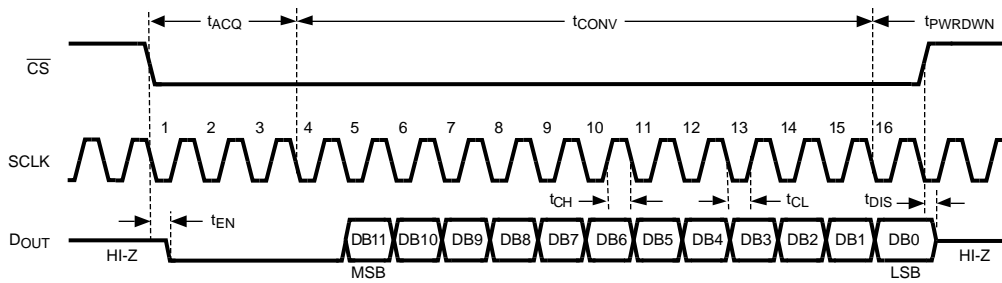 tACQ tCONV tPWRDWN
CS
1 2 3 4 5 6 7 8 9 10 11 12 13 14 15 16
SCLK
tCH tCL tDIS
tEN
DOUT DB11 DB10 DB9 DB8 DB7 DB6 DB5 DB4 DB3 DB2 DB1 DB0
HI-Z MSB LSB HI-Z